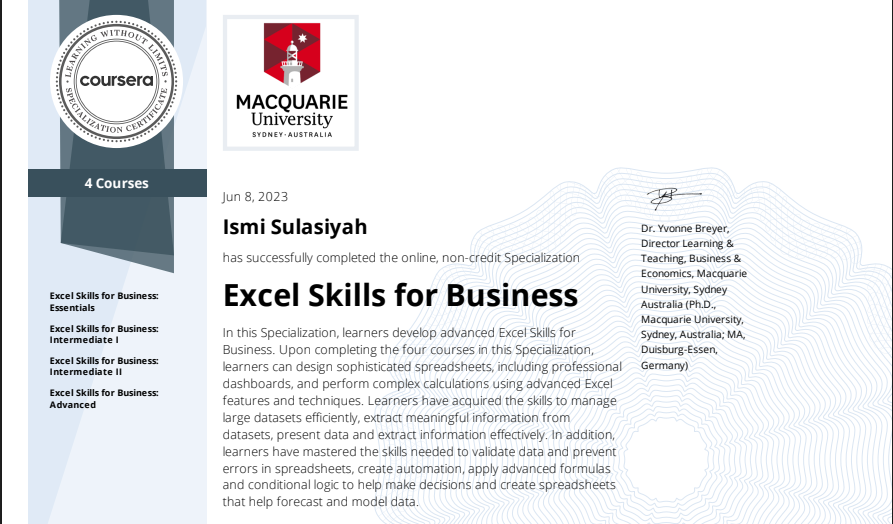 LEARNING WITHOUT LIMITS
coursera
SPECIALIZATION CERTIFICATE
4 Courses
Excel Skills for Business:
Essentials
Excel Skills for Business:
Intermediate I
Excel Skills for Business:
Intermediate II
Excel Skills for Business:
Advanced
MACQUARIE
University
SYDNEY·AUSTRALIA
Jun 8, 2023
Ismi Sulasiyah
has successfully completed the online, non-credit Specialization
Excel Skills for Business
In this Specialization, learners develop advanced Excel Skills for
Business. Upon completing the four courses in this Specialization,
learners can design sophisticated spreadsheets, including professional
dashboards, and perform complex calculations using advanced Excel
features and techniques. Learners have acquired the skills to manage
large datasets efficiently, extract meaningful information from
datasets, present data and extract information effectively. In addition,
learners have mastered the skills needed to validate data and prevent
errors in spreadsheets, create automation, apply advanced formulas
and conditional logic to help make decisions and create spreadsheets
that help forecast and model data.
Dr. Yvonne Breyer,
Director Learning &
Teaching, Business &
Economics, Macquarie
University, Sydney
Australia (Ph.D.,
Macquarie University,
Sydney, Australia; MA,
Duisburg-Essen,
Germany)